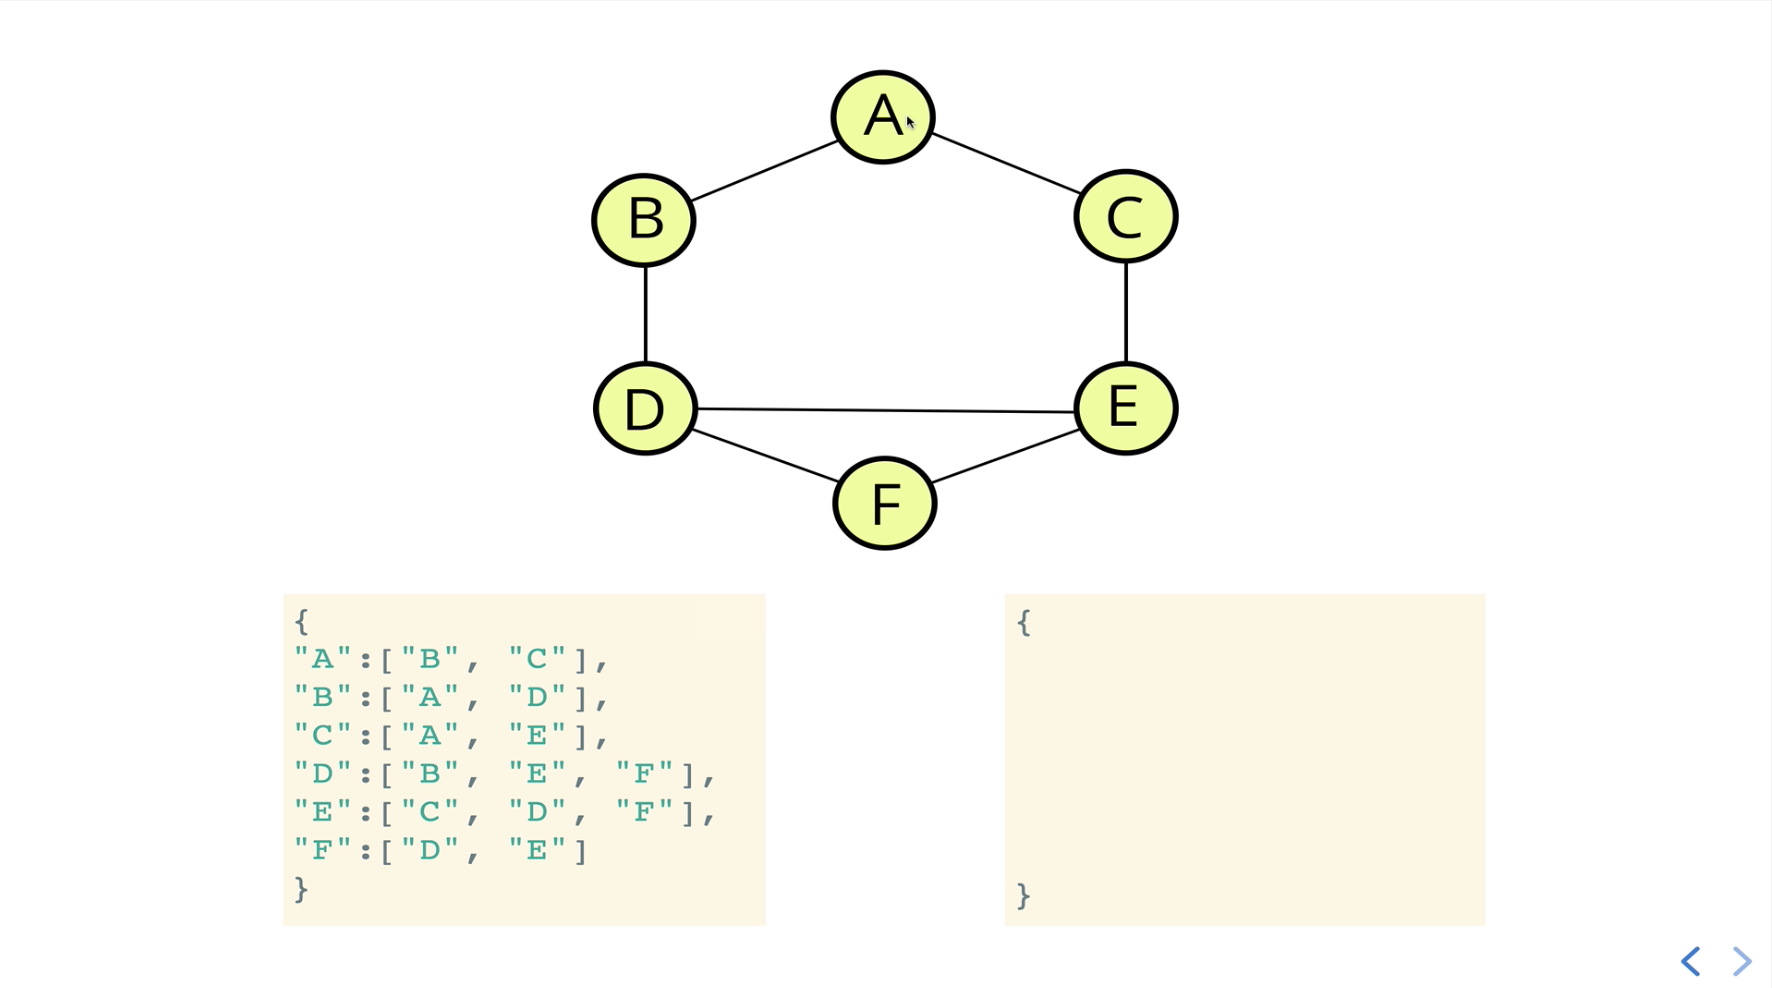 A
B
C
D
E
F
{
"A":["B", "C"],
"B":["A", "D"],
"C":["A", "E"],
"D":["B", "E", "F"],
"E":["C", "D", "F"],
"F":["D", "E"]
}
{
}